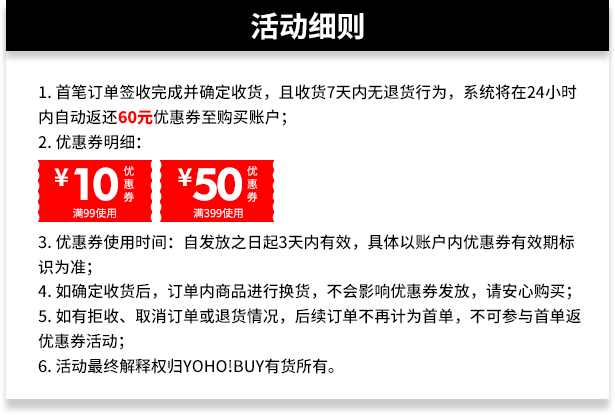 活动细则
1. 首笔订单签收完成并确定收货，且收货7天内无退货行为，系统将在24小时
内自动返还60元优惠券至购买账户；
2. 优惠券明细：
¥10优惠券
满99使用
¥50优惠券
满399使用
3. 优惠券使用时间：自发放之日起3天内有效，具体以账户内优惠券有效期标
识为准；
4. 如确定收货后，订单内商品进行换货，不会影响优惠券发放，请安心购买；
5. 如有拒收、取消订单或退货情况，后续订单不再计为首单，不可参与首单返
优惠券活动；
6. 活动最终解释权归YOHO!BUY有货所有。